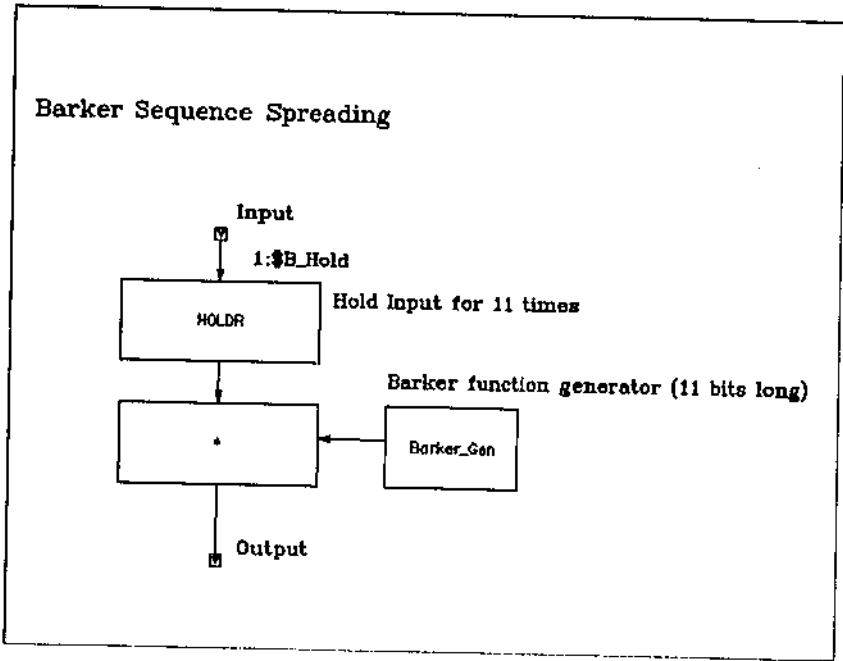 Barker Sequence Spreading
Input
1:$B_Hold
HOLDR
Hold Input for 11 times
Barker function generator (11 bits long)
*
Barker_Gen
Output